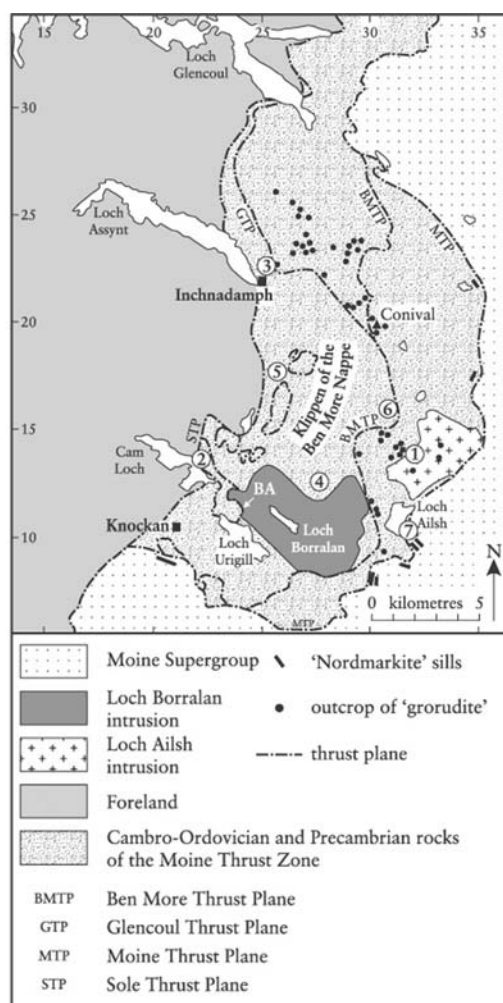 15
20
25
30
35
Loch
Glencoul
30
25
Loch
Assynt
GTP
BMTP
MTP
3
Inchnadamph
20
Conival
5
Klippen of the
Ben More Nappe
6
15
STP
BMTP
Cam
Loch
2
4
1
BA
Loch
Ailsh
Knockan
Loch
Borralan
7
10
Loch
Urigill
N
0 kilometres 5
MTP
Moine Supergroup
'Nordmarkite' sills
Loch Borralan
intrusion
outcrop of 'grorudite'
Loch Ailsh
intrusion
thrust plane
Foreland
Cambro-Ordovician and Precambrian rocks
of the Moine Thrust Zone
BMTP Ben More Thrust Plane
GTP Glencoul Thrust Plane
MTP Moine Thrust Plane
STP Sole Thrust Plane